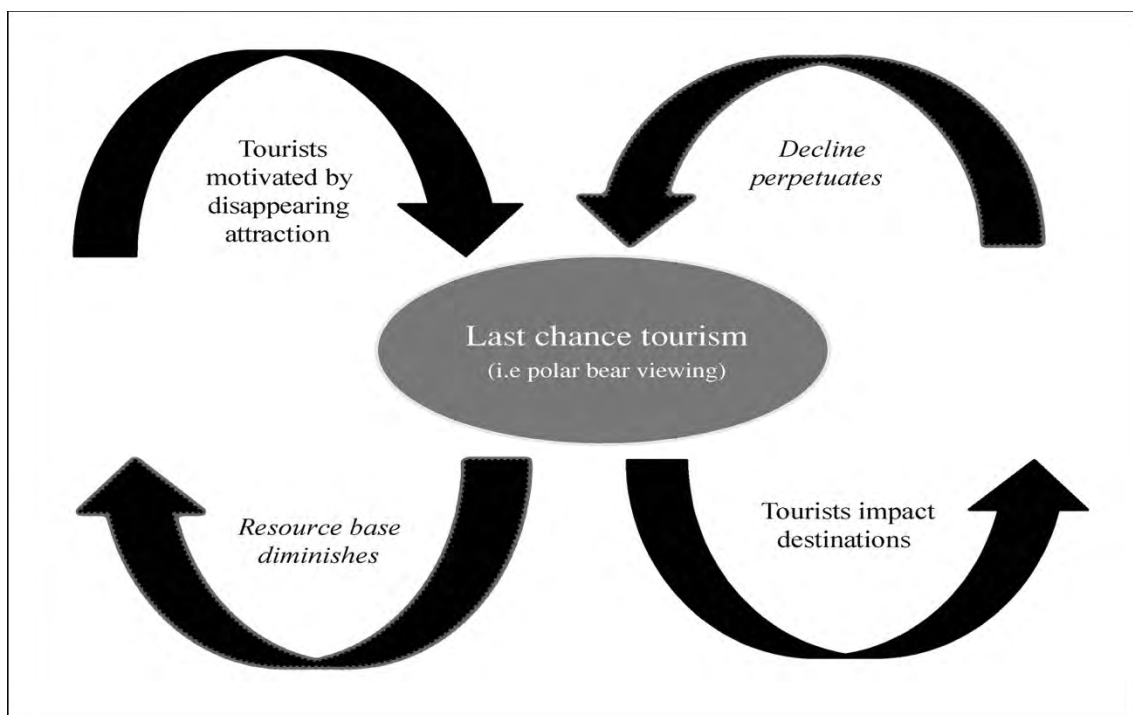 Tourists
motivated by
disappearing
attraction
Decline
perpetuates
Last chance tourism
(i.e polar bear viewing)
Resource base
diminishes
Tourists impact
destinations